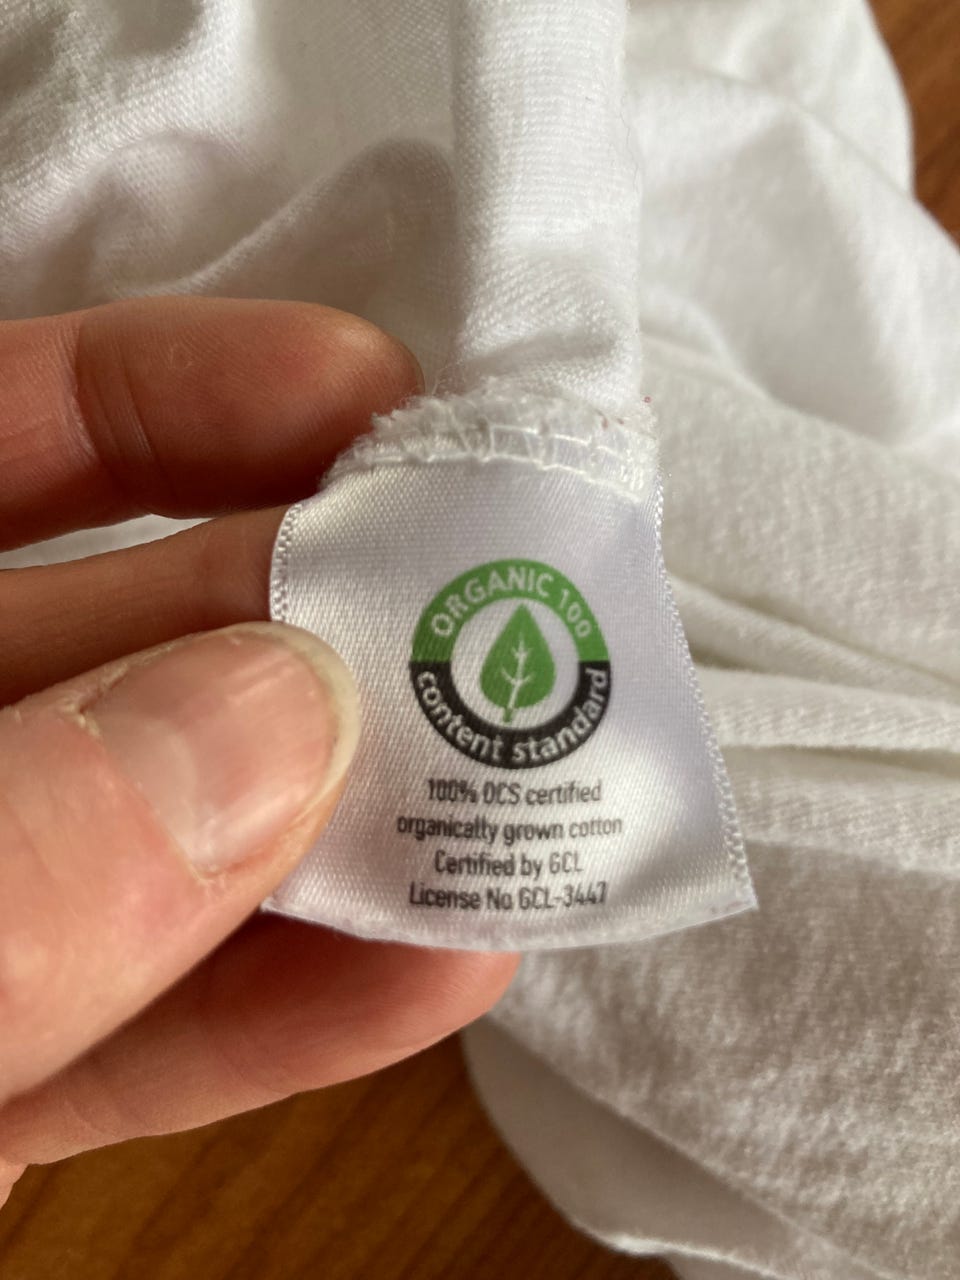 ORGANIC 100
content standard
100% OCS certified
organically grown cotton
Certified by GCL
License No GCL-3447